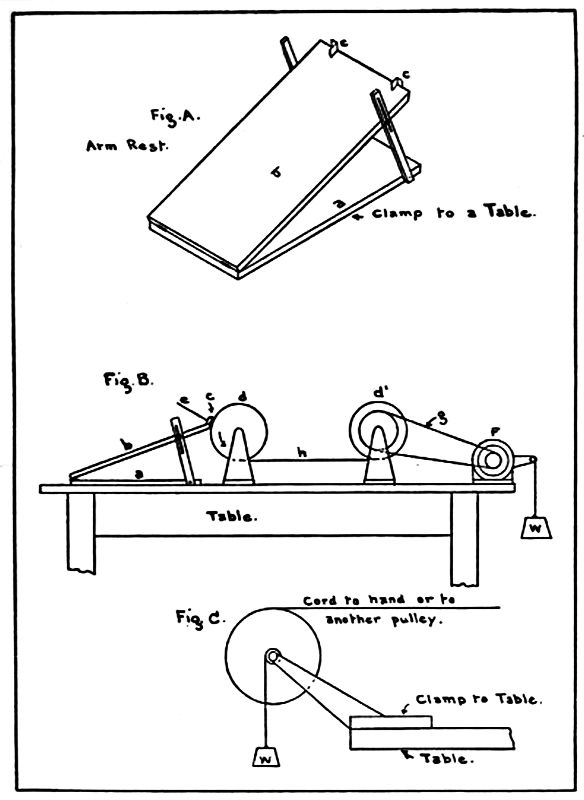 c
c
Fig. A.
Arm Rest.
b
a
Clamp to a Table.
Fig. B.
e
c
d
d'
g
F
b
h
a
Table.
W
Cord to hand or to
another pulley.
Fig C.
Clamp to Table.
Table.
W